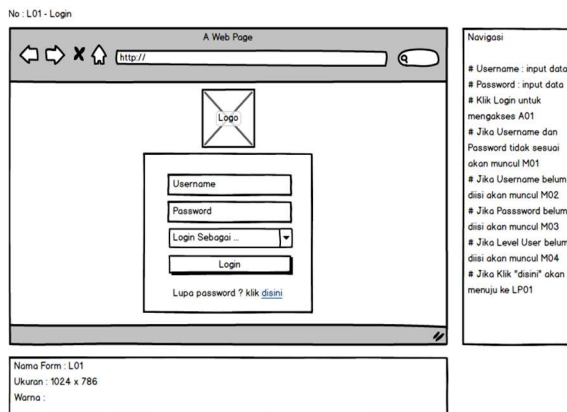 No : L01 - Login
A Web Page
http://
Logo
Username
Password
Login Sebagai ...
Login
Lupa password ? klik disini
Navigasi
# Username : input data
# Password : input data
# Klik Login untuk
mengakses A01
# Jika Username dan
Password tidak sesuai
akan muncul M01
# Jika Username belum
diisi akan muncul M02
# Jika Passsword belum
diisi akan muncul M03
# Jika Level User belum
diisi akan muncul M04
# Jika Klik "disini" akan
menuju ke LP01
Nama Form : L01
Ukuran : 1024 x 786
Warna :